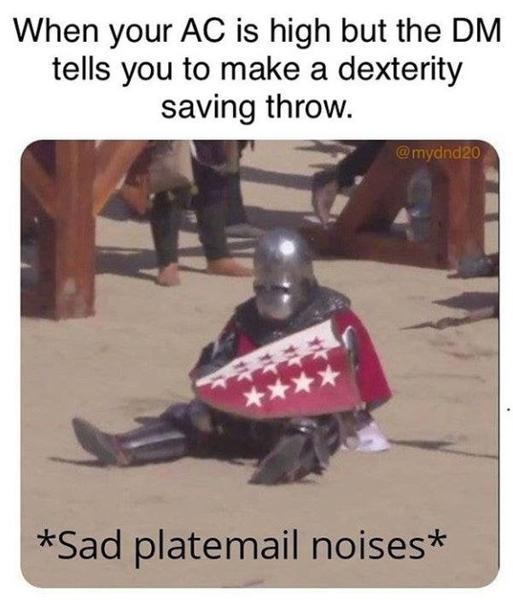 When your AC is high but the DM
tells you to make a dexterity
saving throw.
@mydnd20
*Sad platemail noises*